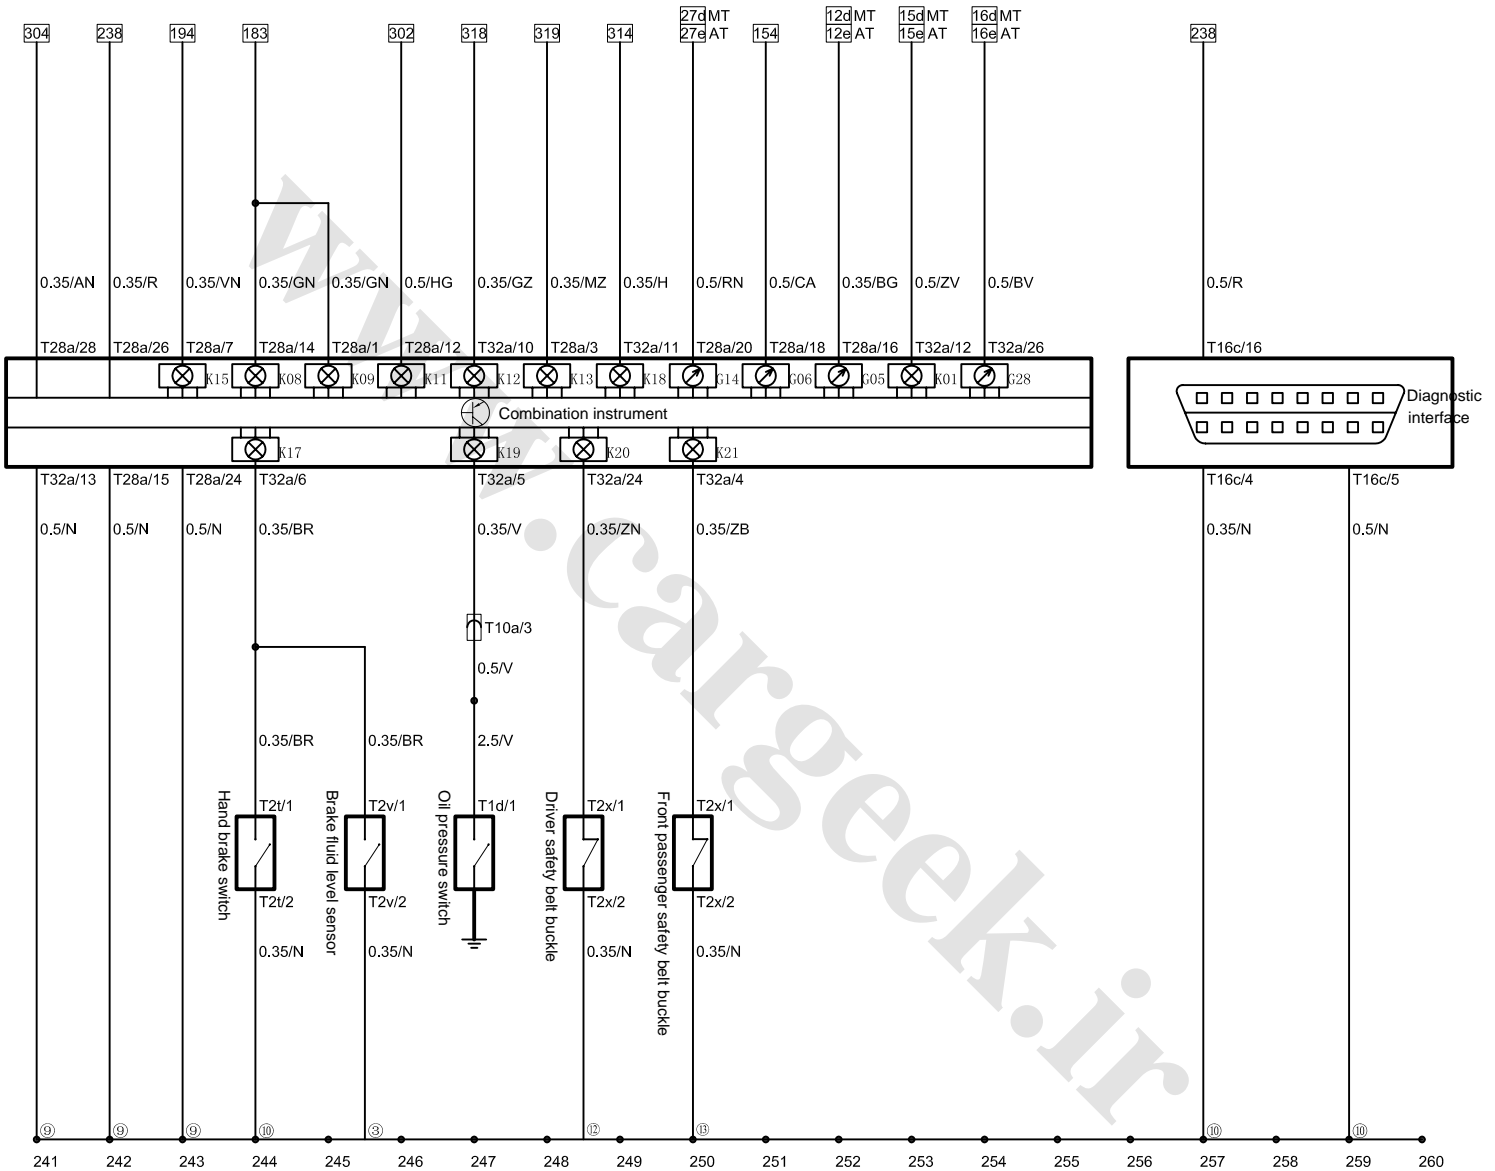 27d MT 12d MT 15d MT 16d MT
304 238 194 183 302 318 319 314 27e AT 154 12e AT 15e AT 16e AT 238
0.35/AN 0.35/R 0.35/VN 0.35/GN 0.35/GN 0.5/HG 0.35/GZ 0.35/MZ 0.35/H 0.5/RN 0.5/CA 0.35/BG 0.5/ZV 0.5/BV 0.5/R
T28a/28 T28a/26 T28a/7 T28a/14 T28a/1 T28a/12 T32a/10 T28a/3 T32a/11 T28a/20 T28a/18 T28a/16 T32a/12 T32a/26 T16c/16
K15 K08 K09 K11 K12 K13 K18 G14 G06 G05 K01 G28
Diagnostic
interface
Combination instrument
K17 K19 K20 K21
T32a/13 T28a/15 T28a/24 T32a/6 T32a/5 T32a/24 T32a/4 T16c/4 T16c/5
0.5/N 0.5/N 0.5/N 0.35/BR 0.35/V 0.35/ZN 0.35/ZB 0.35/N 0.5/N
T10a/3
0.5/V
0.35/BR 0.35/BR 2.5/V
T2t/1 T2v/1 T1d/1 T2x/1 T2x/1
Hand brake switch
Brake fluid level sensor
Oil pressure switch
Driver safety belt buckle
Front passenger safety belt buckle
T2t/2 T2v/2 T2x/2 T2x/2
0.35/N 0.35/N 0.35/N 0.35/N
⑨ ⑨ ⑨ ⑩ ③ ⑫ ⑬ ⑩ ⑩
241 242 243 244 245 246 247 248 249 250 251 252 253 254 255 256 257 258 259 260
www.cargeek.ir